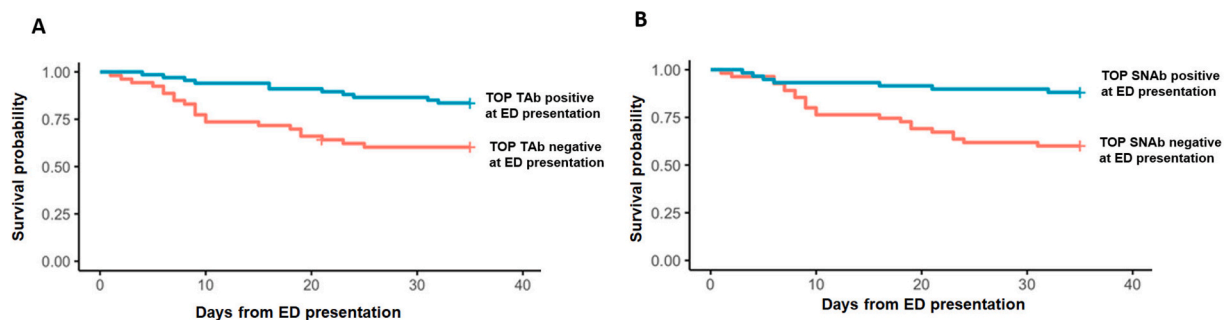 A
Survival probability
1.00
0.75
0.50
0.25
0.00
0
10
20
30
40
Days from ED presentation
TOP TAb positive
at ED presentation
TOP TAb negative
at ED presentation
B
Survival probability
1.00
0.75
0.50
0.25
0.00
0
10
20
30
40
Days from ED presentation
TOP SNAb positive
at ED presentation
TOP SNAb negative
at ED presentation